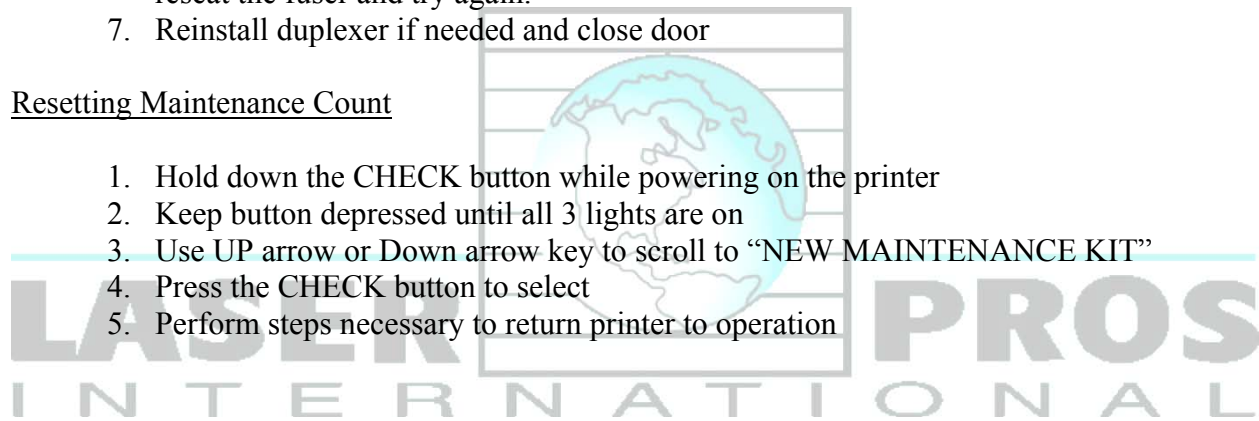 reseat the fuser and try again.
7. Reinstall duplexer if needed and close door
Resetting Maintenance Count
1. Hold down the CHECK button while powering on the printer
2. Keep button depressed until all 3 lights are on
3. Use UP arrow or Down arrow key to scroll to “NEW MAINTENANCE KIT”
4. Press the CHECK button to select
5. Perform steps necessary to return printer to operation
LASER PROS
INTERNATIONAL